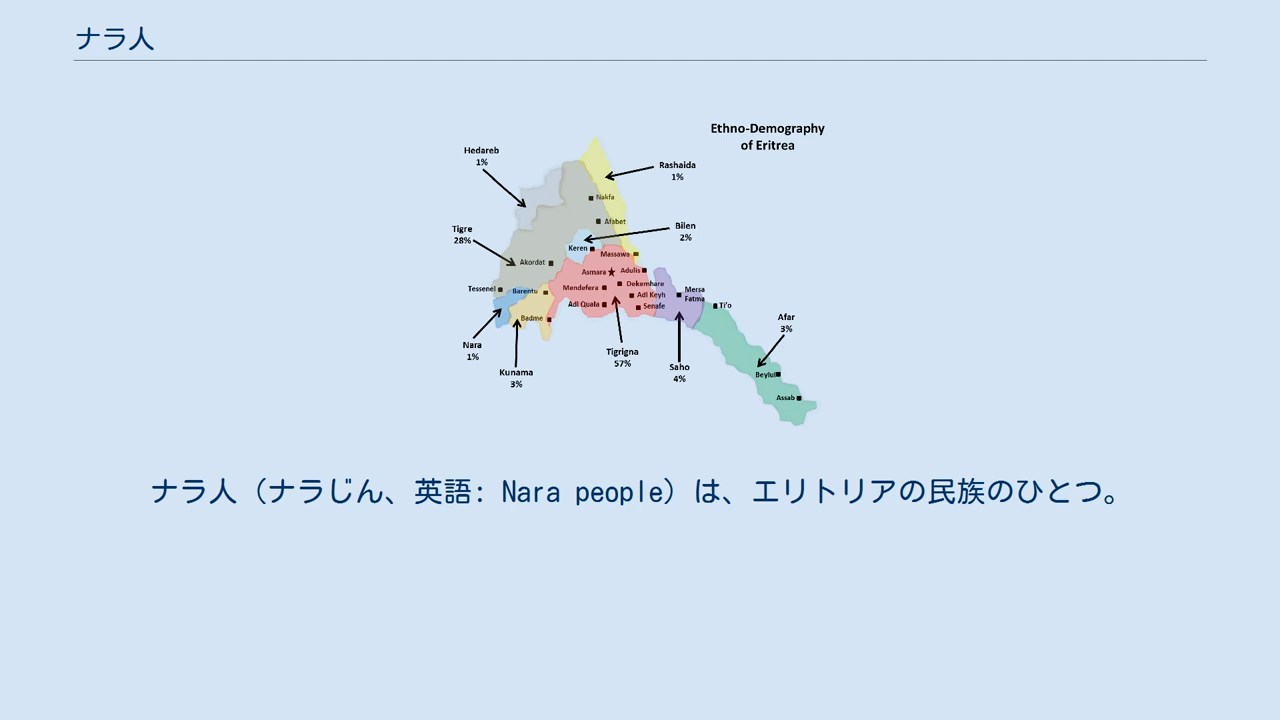 ナラ人
Ethno-Demography
of Eritrea
Hedareb
1%
Rashaida
1%
Nakfa
Afabet
Tigre
28%
Bilen
2%
Keren
Massawa
Akordat
Asmara
Adulis
Dekemhare
Tessenei
Barentu
Mendefera
Adi Keyh
Mersa
Fatma
Adi Quala
Senafe
Ti'o
Badme
Afar
3%
Nara
1%
Tigrigna
57%
Kunama
3%
Saho
4%
Beylul
Assab
ナラ人（ナラじん、英語: Nara people）は、エリトリアの民族のひとつ。